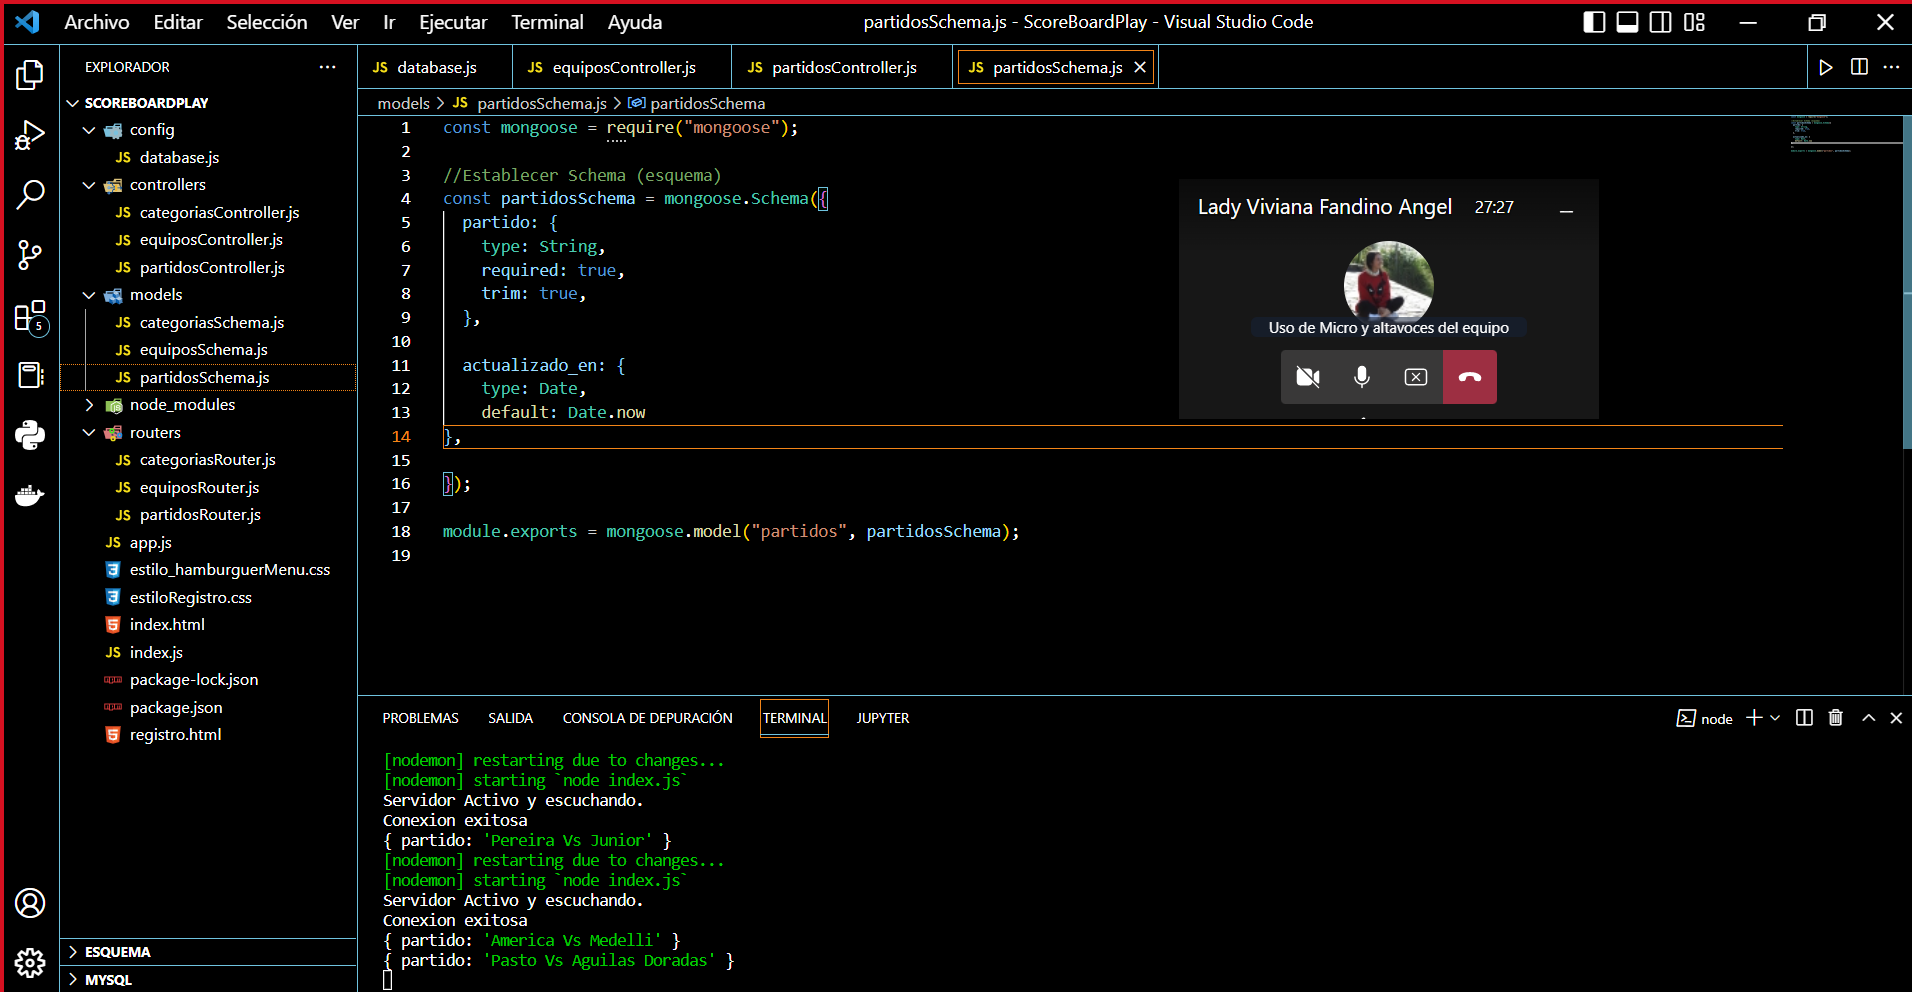 Archivo Editar Selección Ver Ir Ejecutar Terminal Ayuda partidosSchema.js - ScoreBoardPlay - Visual Studio Code
EXPLORADOR
SCOREBOARDPLAY
config
JS database.js
controllers
JS categoriasController.js
JS equiposController.js
JS partidosController.js
models
JS categoriasSchema.js
JS equiposSchema.js
JS partidosSchema.js
node_modules
routers
JS categoriasRouter.js
JS equiposRouter.js
JS partidosRouter.js
JS app.js
estilo_hamburguerMenu.css
estiloRegistro.css
index.html
JS index.js
package-lock.json
package.json
registro.html
ESQUEMA
MYSQL
5
JS database.js JS equiposController.js JS partidosController.js JS partidosSchema.js
models > JS partidosSchema.js > partidosSchema
1 const mongoose = require("mongoose");
2
3 //Establecer Schema (esquema)
4 const partidosSchema = mongoose.Schema({
5 partido: {
6 type: String,
7 required: true,
8 trim: true,
9 },
10
11 actualizado_en: {
12 type: Date,
13 default: Date.now
14 },
15
16 });
17
18 module.exports = mongoose.model("partidos", partidosSchema);
19
Lady Viviana Fandino Angel 27:27
Uso de Micro y altavoces del equipo
PROBLEMAS SALIDA CONSOLA DE DEPURACIÓN TERMINAL JUPYTER node
[nodemon] restarting due to changes...
[nodemon] starting `node index.js`
Servidor Activo y escuchando.
Conexion exitosa
{ partido: 'Pereira Vs Junior' }
[nodemon] restarting due to changes...
[nodemon] starting `node index.js`
Servidor Activo y escuchando.
Conexion exitosa
{ partido: 'America Vs Medelli' }
{ partido: 'Pasto Vs Aguilas Doradas' }